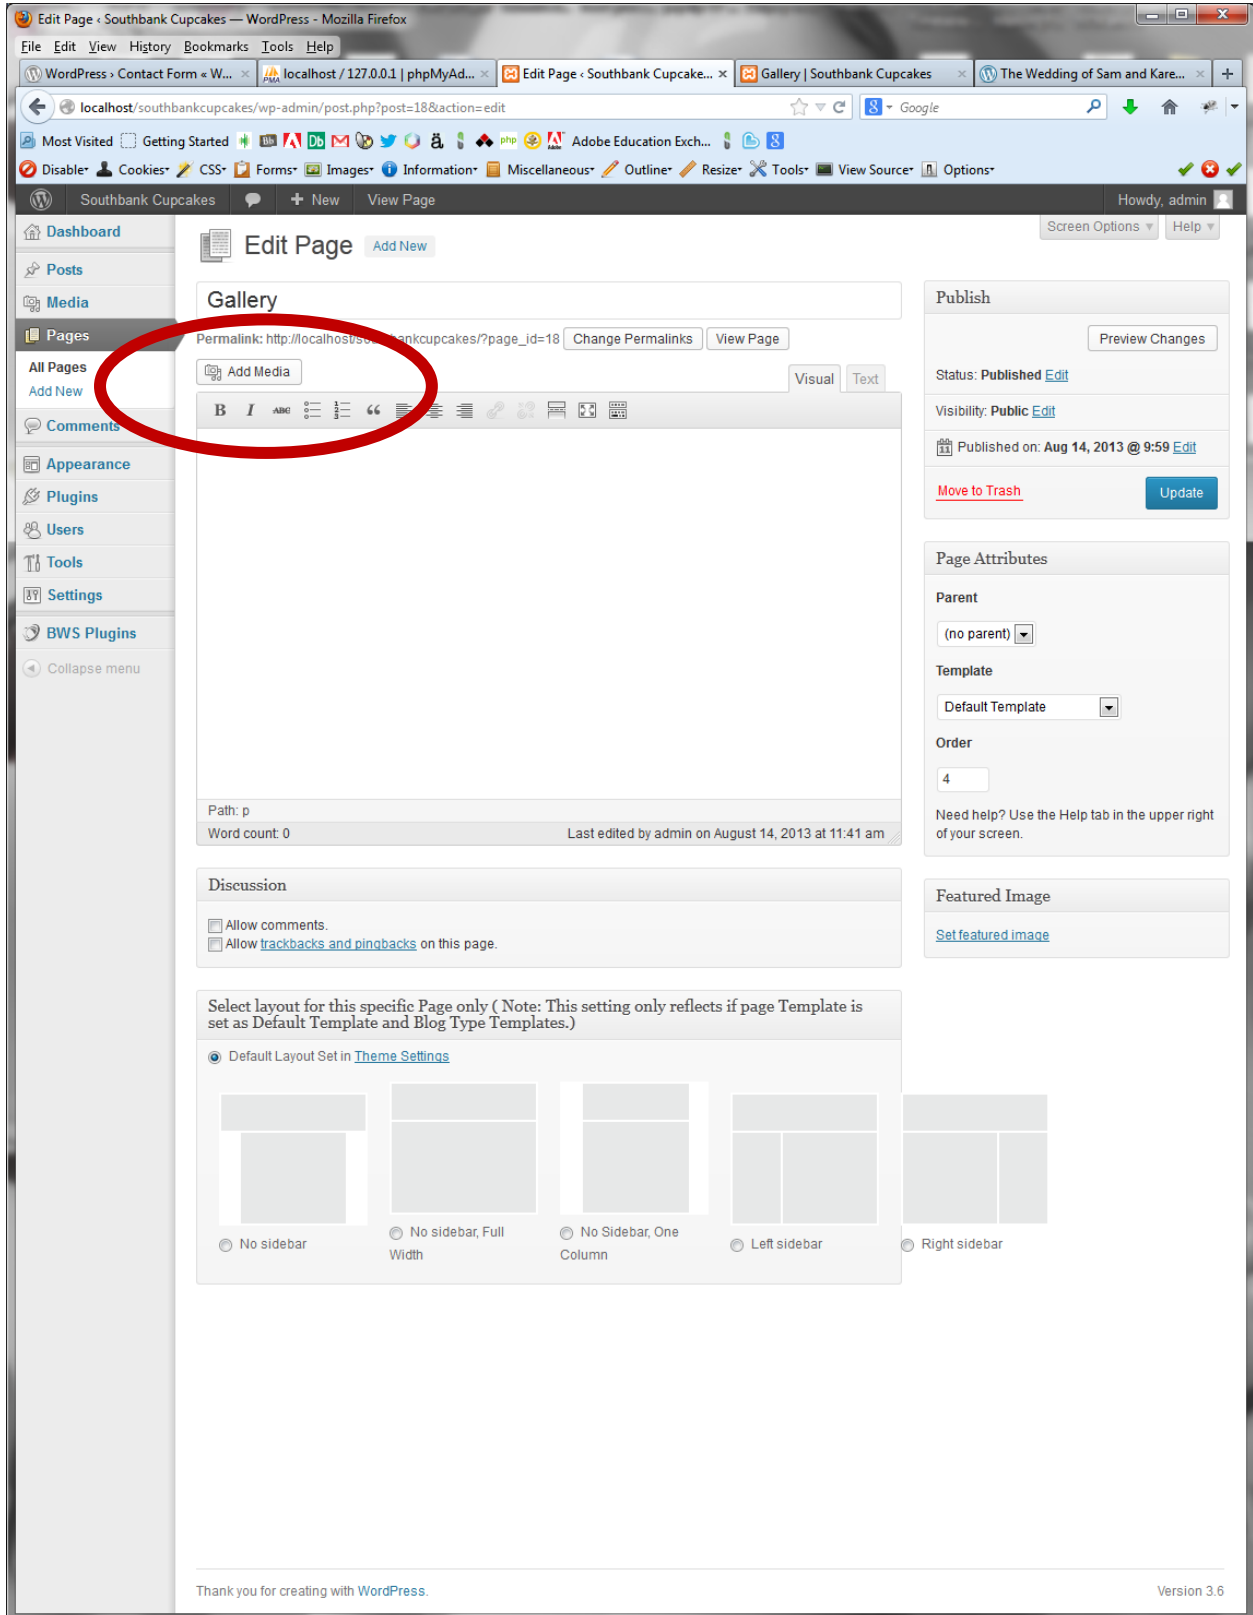 Edit Page ‹ Southbank Cupcakes — WordPress - Mozilla Firefox
File Edit View History Bookmarks Tools Help
WordPress › Contact Form « W... × localhost / 127.0.0.1 | phpMyAd... × Edit Page ‹ Southbank Cupcake... × Gallery | Southbank Cupcakes × The Wedding of Sam and Kare... × +
localhost/southbankcupcakes/wp-admin/post.php?post=18&action=edit Google
Most Visited Getting Started Adobe Education Exch...
Disable Cookies CSS Forms Images Information Miscellaneous Outline Resize Tools View Source Options
Southbank Cupcakes + New View Page Howdy, admin
Screen Options Help
Dashboard
Posts
Media
Pages
All Pages
Add New
Comments
Appearance
Plugins
Users
Tools
Settings
BWS Plugins
Collapse menu
Edit Page Add New
Gallery
Permalink: http://localhost/southbankcupcakes/?page_id=18 Change Permalinks View Page
Add Media
Visual Text
B I ABC
Path: p
Word count: 0 Last edited by admin on August 14, 2013 at 11:41 am
Discussion
Allow comments.
Allow trackbacks and pingbacks on this page.
Select layout for this specific Page only ( Note: This setting only reflects if page Template is
set as Default Template and Blog Type Templates.)
Default Layout Set in Theme Settings
No sidebar
No sidebar, Full
Width
No Sidebar, One
Column
Left sidebar
Right sidebar
Publish
Preview Changes
Status: Published Edit
Visibility: Public Edit
Published on: Aug 14, 2013 @ 9:59 Edit
Move to Trash Update
Page Attributes
Parent
(no parent)
Template
Default Template
Order
4
Need help? Use the Help tab in the upper right
of your screen.
Featured Image
Set featured image
Thank you for creating with WordPress. Version 3.6